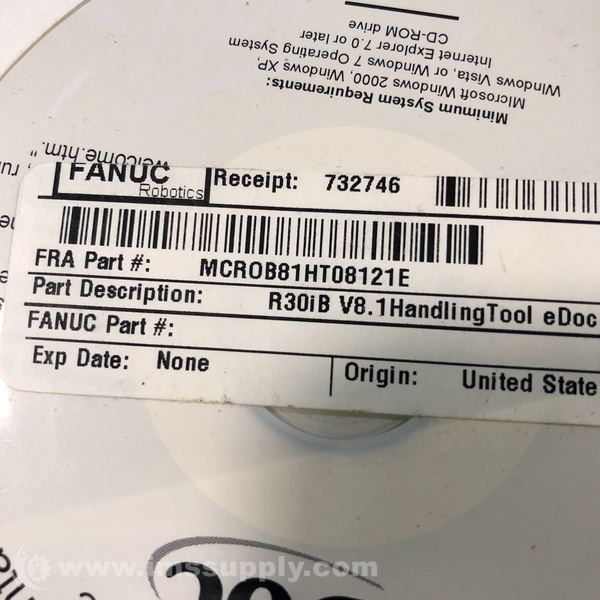 Minimum System Requirements:
Microsoft Windows 2000, Windows XP,
Windows Vista, or Windows 7 Operating System
Internet Explorer 7.0 or later
CD-ROM drive
welcome.htm."
FANUC
Robotics
Receipt: 732746
FRA Part #: MCROB81HT08121E
Part Description: R30iB V8.1HandlingTool eDoc
FANUC Part #:
Exp Date: None
Origin: United State
www.imssupply.com